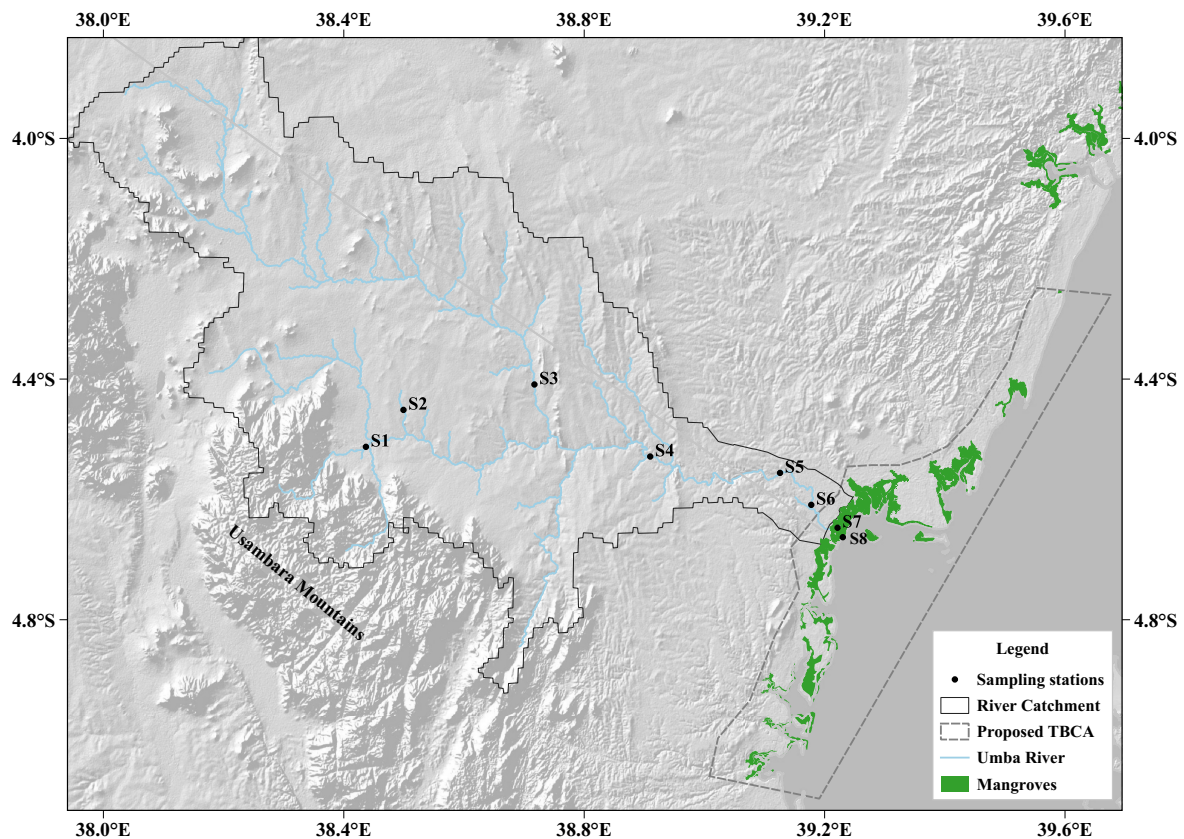 38.0°E 38.4°E 38.8°E 39.2°E 39.6°E
4.0°S 4.0°S
4.4°S 4.4°S
S3
S2
S1
S4
S5
S6
S7
S8
Usambara Mountains
4.8°S 4.8°S
Legend
Sampling stations
River Catchment
Proposed TBCA
Umba River
Mangroves
38.0°E 38.4°E 38.8°E 39.2°E 39.6°E